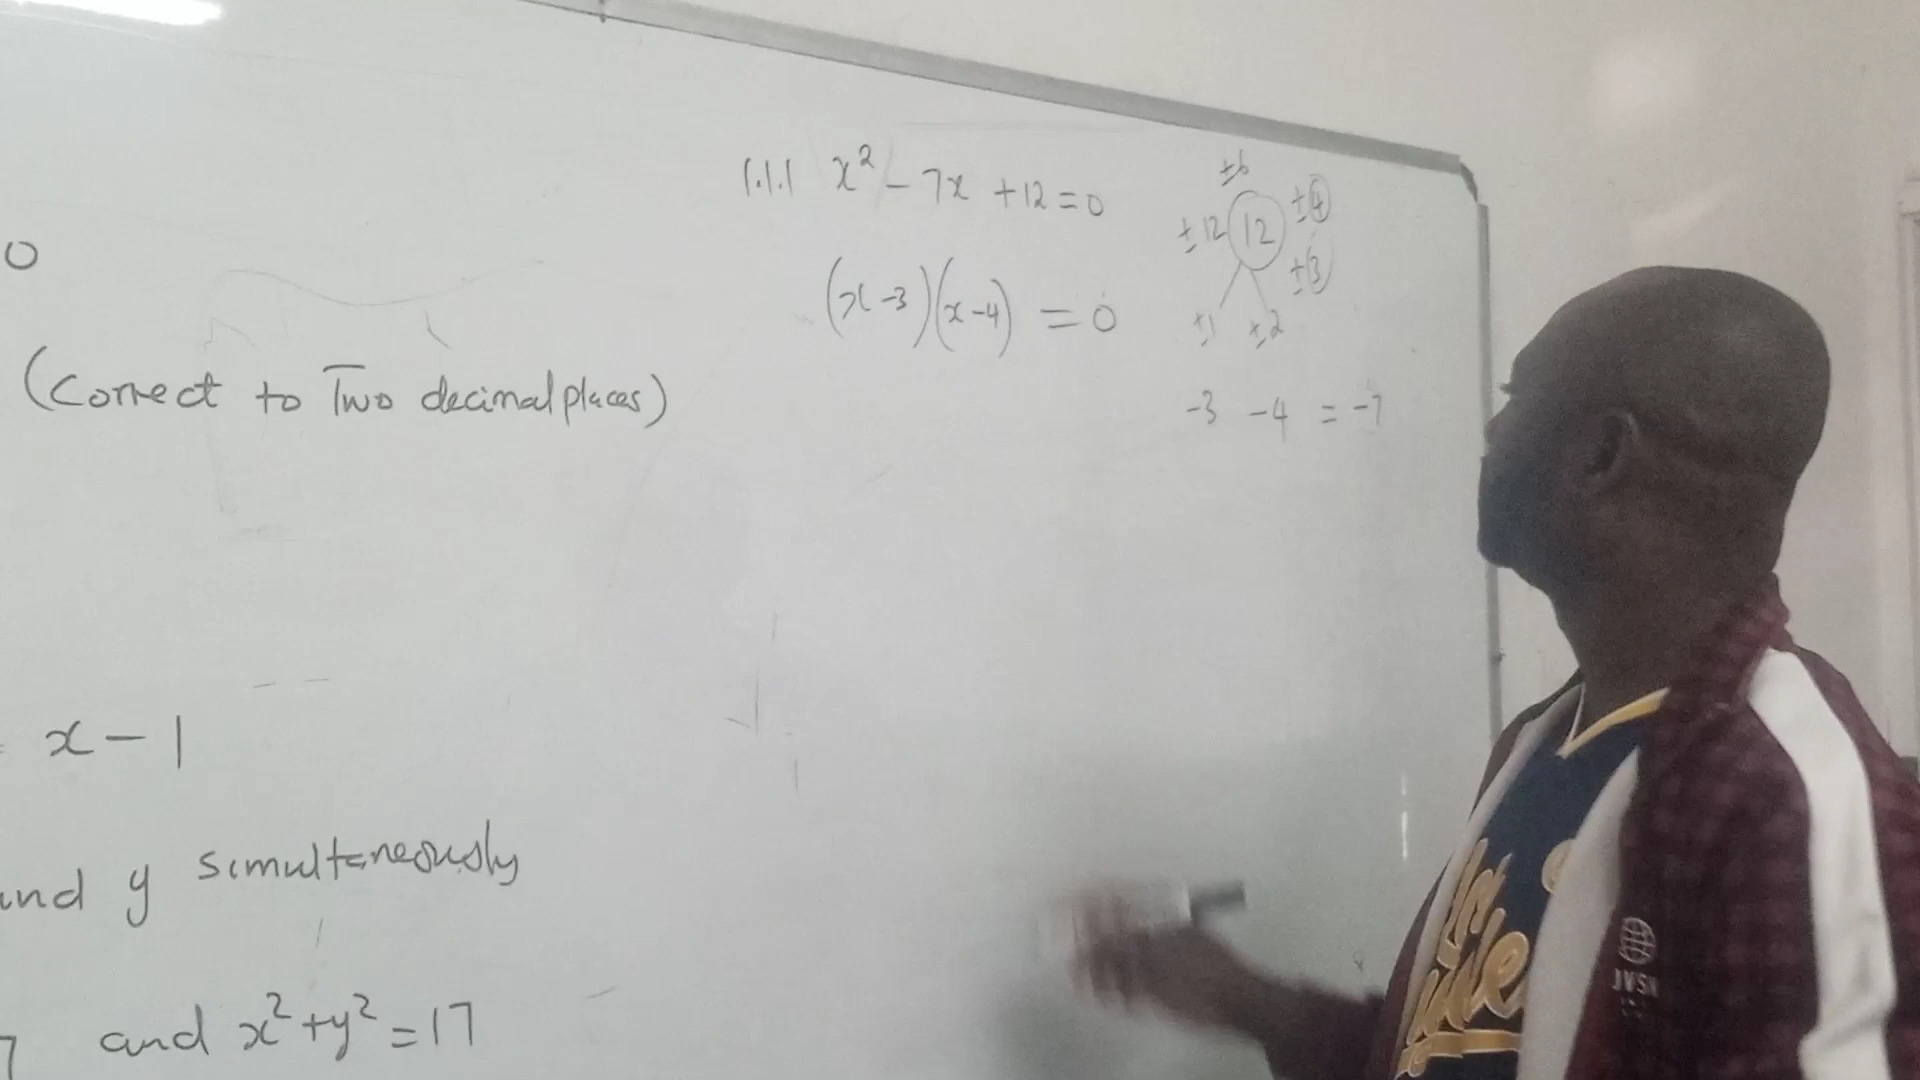 0
(Correct to Two decimal places)
x - 1
and y simultaneously
7 and x² + y² = 17
1.1.1 x² - 7x + 12 = 0
(x - 3)(x - 4) = 0
±6
±12 12 ±4
±3
±1 ±2
-3 -4 = -7